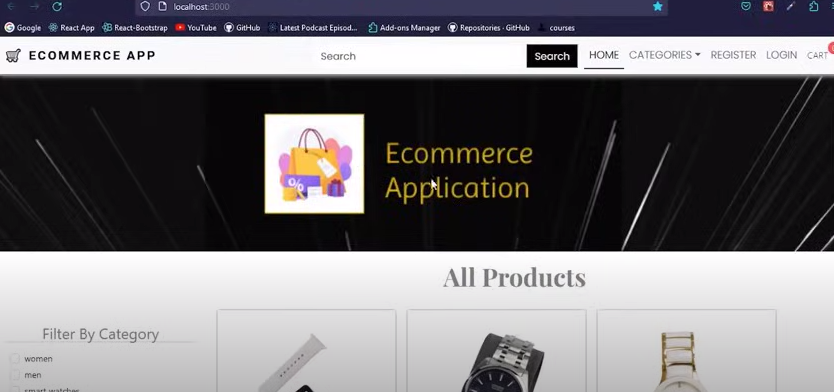 localhost:3000
Google React App React-Bootstrap YouTube GitHub Latest Podcast Episod... Add-ons Manager Repositories · GitHub courses
ECOMMERCE APP Search Search HOME CATEGORIES REGISTER LOGIN CART
%
Ecommerce
Application
All Products
Filter By Category
women
men
smart watches